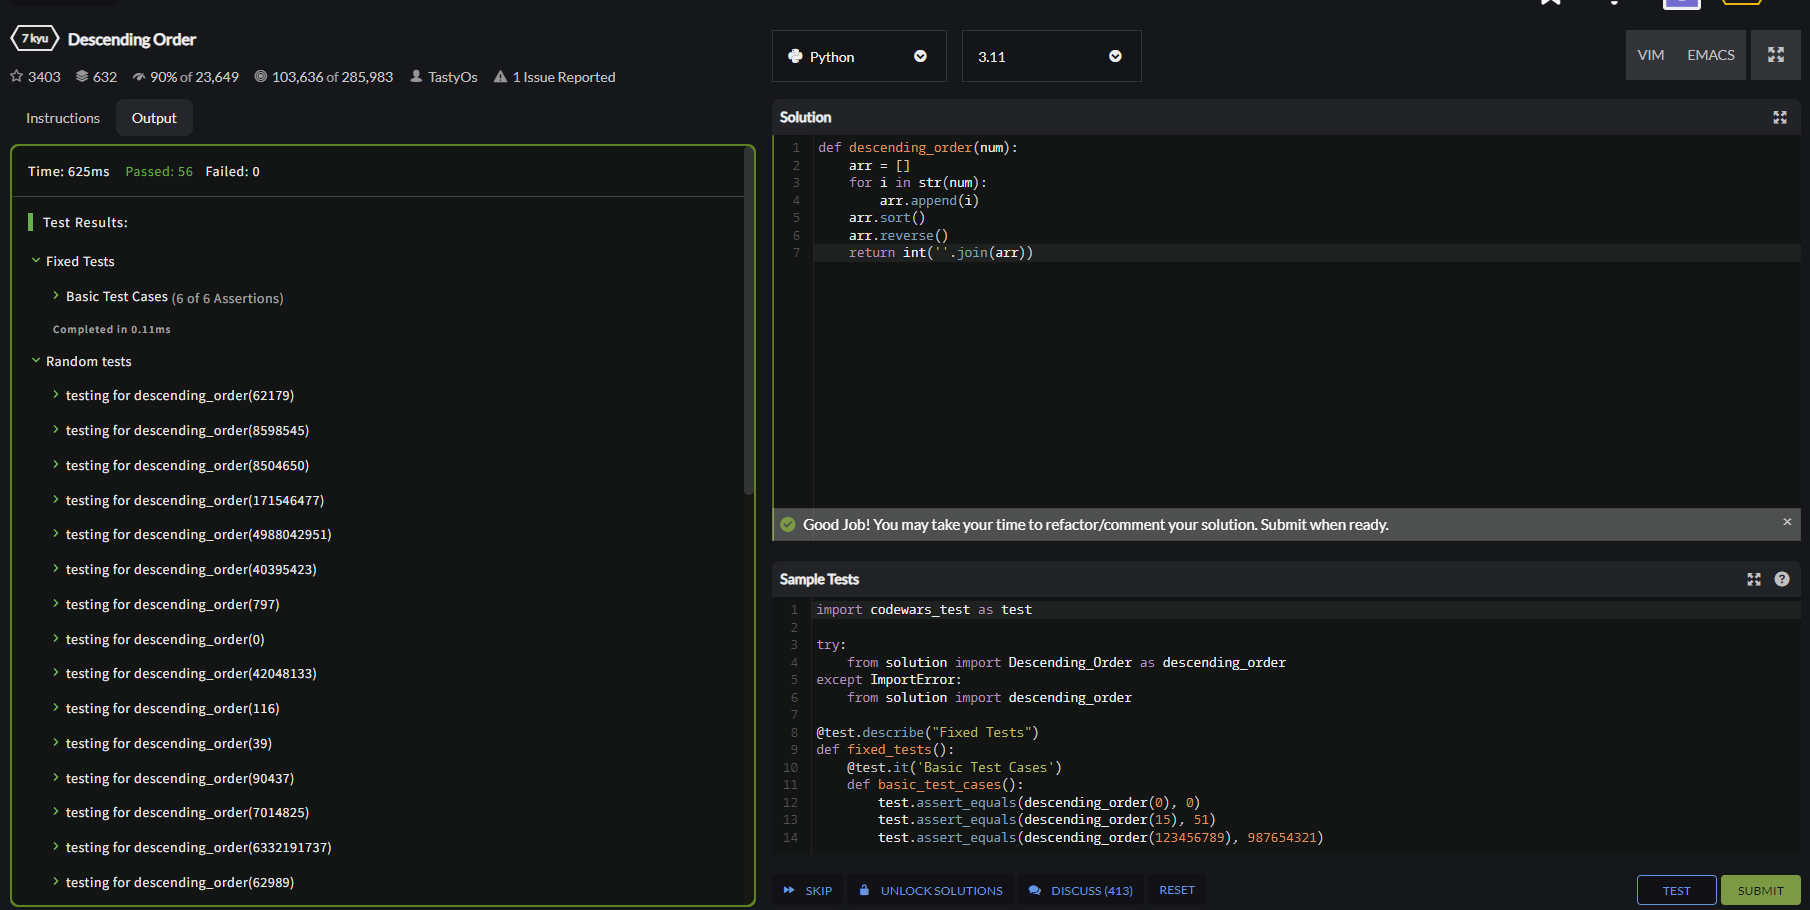 7 kyu Descending Order
3403 632 90% of 23,649 103,636 of 285,983 TastyOs 1 Issue Reported
Instructions Output
Time: 625ms Passed: 56 Failed: 0
Test Results:
Fixed Tests
Basic Test Cases (6 of 6 Assertions)
Completed in 0.11ms
Random tests
testing for descending_order(62179)
testing for descending_order(8598545)
testing for descending_order(8504650)
testing for descending_order(171546477)
testing for descending_order(4988042951)
testing for descending_order(40395423)
testing for descending_order(797)
testing for descending_order(0)
testing for descending_order(42048133)
testing for descending_order(116)
testing for descending_order(39)
testing for descending_order(90437)
testing for descending_order(7014825)
testing for descending_order(6332191737)
testing for descending_order(62989)
Python 3.11 VIM EMACS
Solution
1 def descending_order(num):
2     arr = []
3     for i in str(num):
4         arr.append(i)
5     arr.sort()
6     arr.reverse()
7     return int(''.join(arr))
Good Job! You may take your time to refactor/comment your solution. Submit when ready. ×
Sample Tests ?
1 import codewars_test as test
2
3 try:
4     from solution import Descending_Order as descending_order
5 except ImportError:
6     from solution import descending_order
7
8 @test.describe("Fixed Tests")
9 def fixed_tests():
10     @test.it('Basic Test Cases')
11     def basic_test_cases():
12         test.assert_equals(descending_order(0), 0)
13         test.assert_equals(descending_order(15), 51)
14         test.assert_equals(descending_order(123456789), 987654321)
SKIP UNLOCK SOLUTIONS DISCUSS (413) RESET TEST SUBMIT